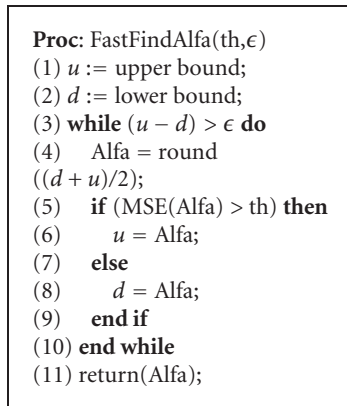 Proc: FastFindAlfa(th,ϵ)
(1) u := upper bound;
(2) d := lower bound;
(3) while (u − d) > ϵ do
(4) Alfa = round
((d + u)/2);
(5) if (MSE(Alfa) > th) then
(6) u = Alfa;
(7) else
(8) d = Alfa;
(9) end if
(10) end while
(11) return(Alfa);